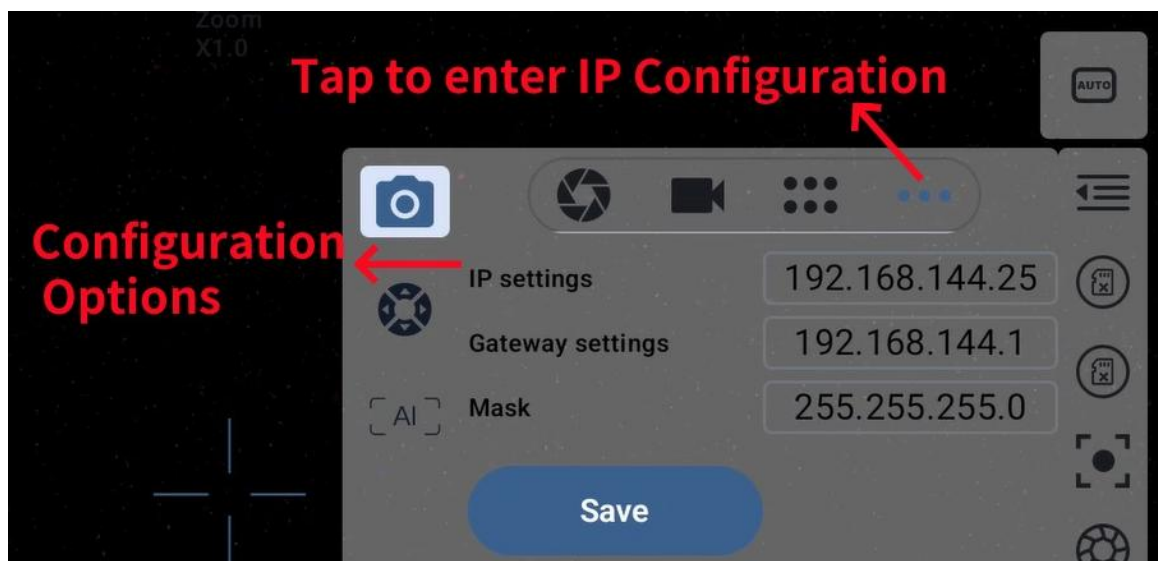 Zoom
X1.0
Tap to enter IP Configuration
AUTO
Configuration
Options
IP settings 192.168.144.25
Gateway settings 192.168.144.1
AI Mask 255.255.255.0
Save